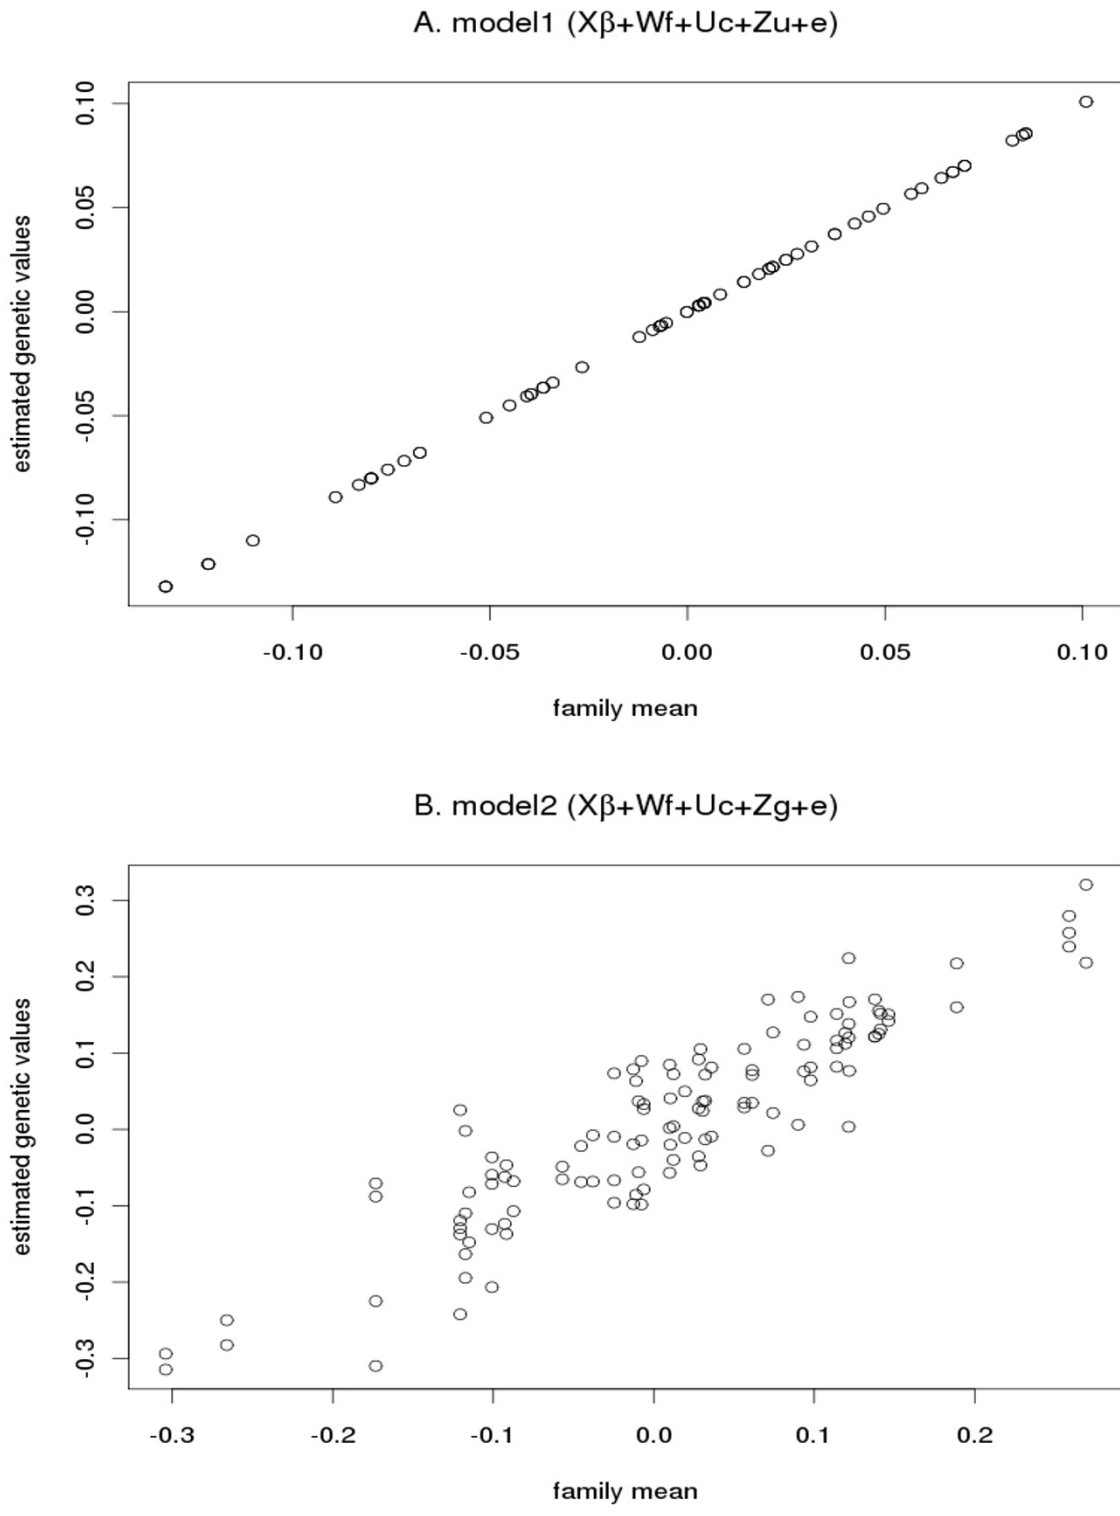 A. model1 (Xβ+Wf+Uc+Zu+e)
estimated genetic values
0.10
0.05
0.00
-0.05
-0.10
-0.10 -0.05 0.00 0.05 0.10
family mean
B. model2 (Xβ+Wf+Uc+Zg+e)
estimated genetic values
0.3
0.2
0.1
0.0
-0.1
-0.2
-0.3
-0.3 -0.2 -0.1 0.0 0.1 0.2
family mean